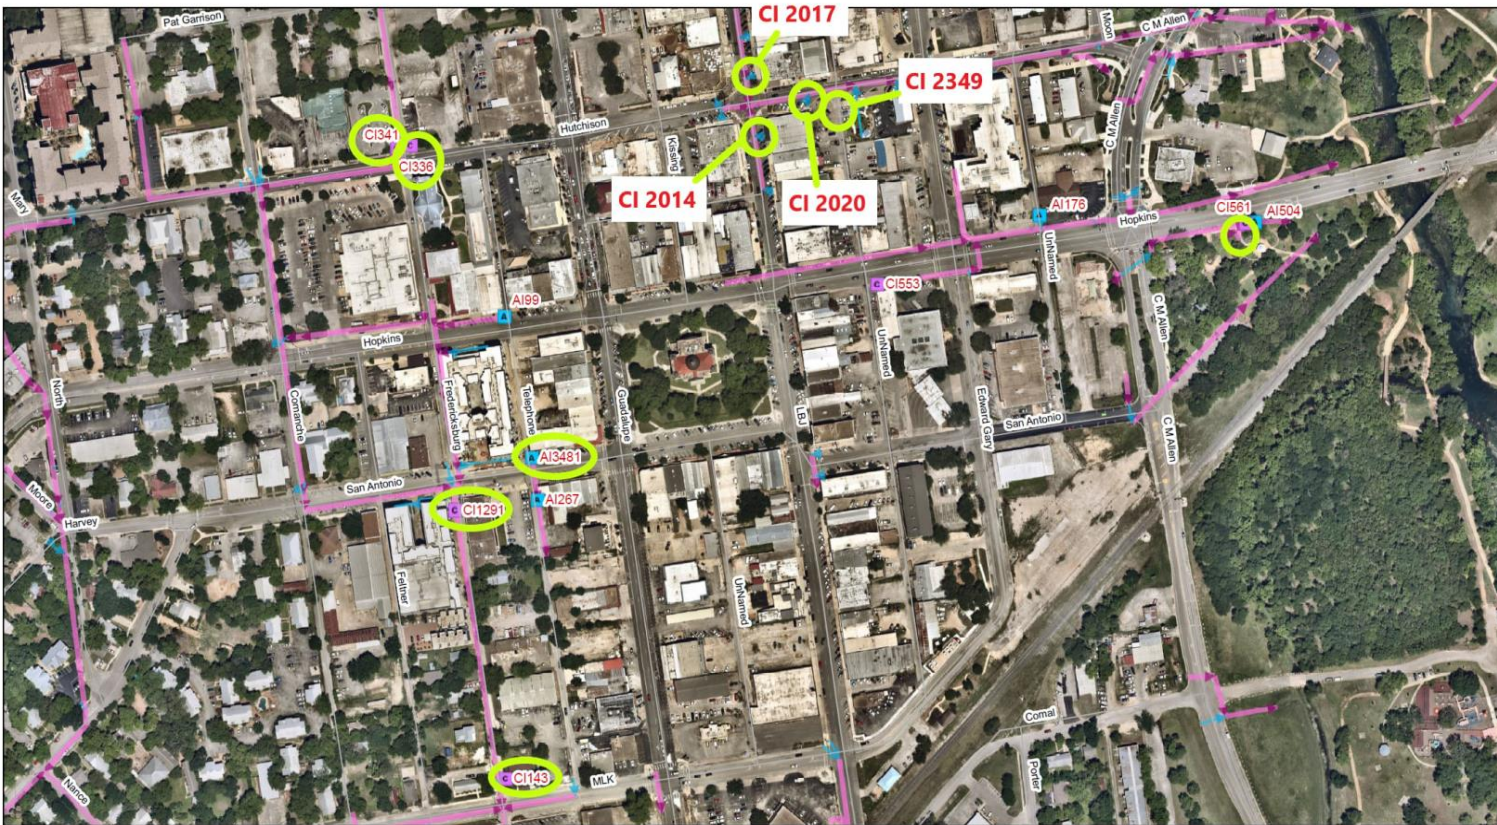 CI 2017
Pat Garrison
Moon
C M Allen
CI 2349
Hutchison
CI341
CI336
Kissing
C M Allen
CI 2014
CI 2020
Mary
AI176
Hopkins
CI561
AI504
UnNamed
CI553
AI99
Hopkins
C M Allen
UnNamed
North
Comanche
Fredericksburg
Telephone
Guadalupe
LBJ
Edward Gary
San Antonio
C M Allen
AI3481
San Antonio
AI267
CI1291
Moore
Harvey
Feltner
UnNamed
Comal
Porter
CI143
MLK
Nance